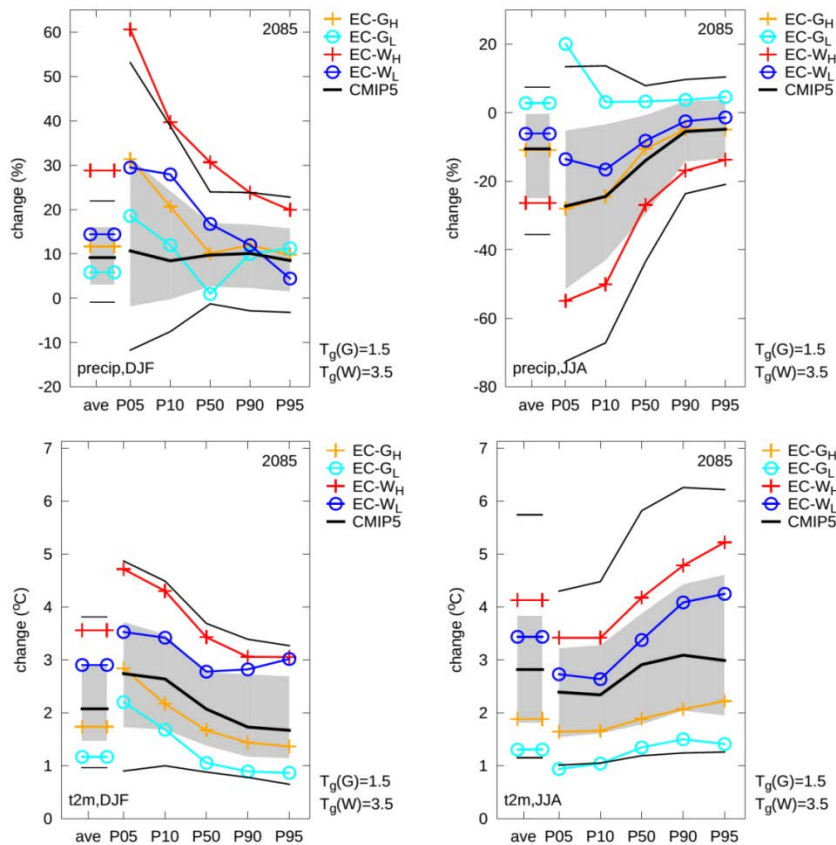 2085
EC-G_H
EC-G_L
EC-W_H
EC-W_L
CMIP5
60
50
40
30
20
10
0
-10
-20
change (%)
precip,DJF
T_g(G)=1.5
T_g(W)=3.5
ave P05 P10 P50 P90 P95
2085
EC-G_H
EC-G_L
EC-W_H
EC-W_L
CMIP5
20
0
-20
-40
-60
-80
change (%)
precip,JJA
T_g(G)=1.5
T_g(W)=3.5
ave P05 P10 P50 P90 P95
2085
EC-G_H
EC-G_L
EC-W_H
EC-W_L
CMIP5
7
6
5
4
3
2
1
0
change (°C)
t2m,DJF
T_g(G)=1.5
T_g(W)=3.5
ave P05 P10 P50 P90 P95
2085
EC-G_H
EC-G_L
EC-W_H
EC-W_L
CMIP5
7
6
5
4
3
2
1
0
change (°C)
t2m,JJA
T_g(G)=1.5
T_g(W)=3.5
ave P05 P10 P50 P90 P95